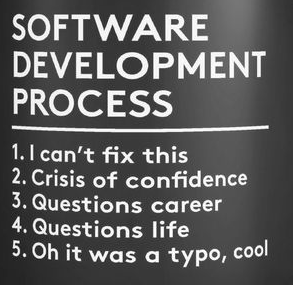 SOFTWARE
DEVELOPMENT
PROCESS
1. I can't fix this
2. Crisis of confidence
3. Questions career
4. Questions life
5. Oh it was a typo, cool